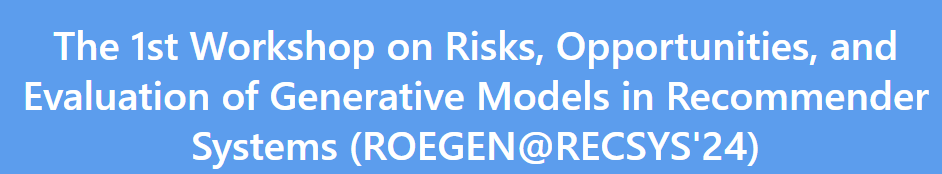 The 1st Workshop on Risks, Opportunities, and
Evaluation of Generative Models in Recommender
Systems (ROEGEN@RECSYS'24)